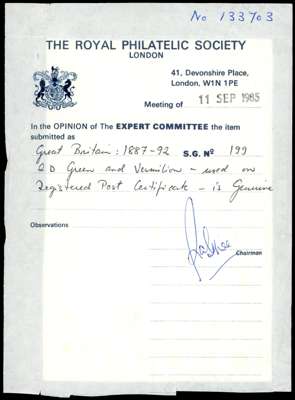 No 133703
THE ROYAL PHILATELIC SOCIETY
LONDON
41, Devonshire Place,
London, W1N 1PE
Meeting of 11 SEP 1985
In the OPINION of The EXPERT COMMITTEE the item
submitted as
Great Britain: 1887-92 S.G. No 199
2D Green and Vermilion - used on
Registered Post Certificate - is Genuine
Observations
Chairman